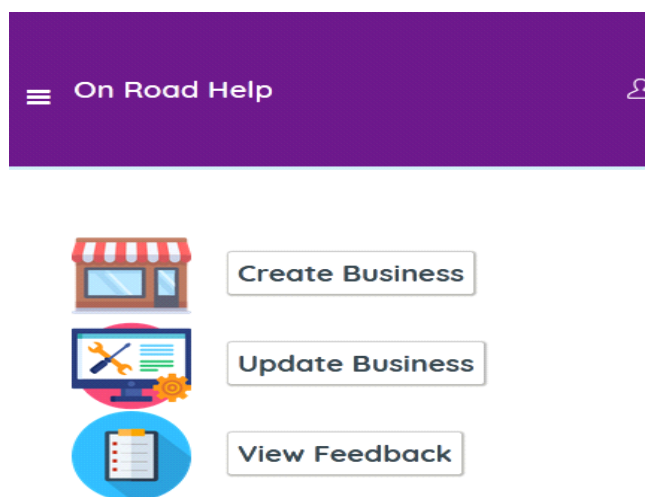 On Road Help
Create Business
Update Business
View Feedback